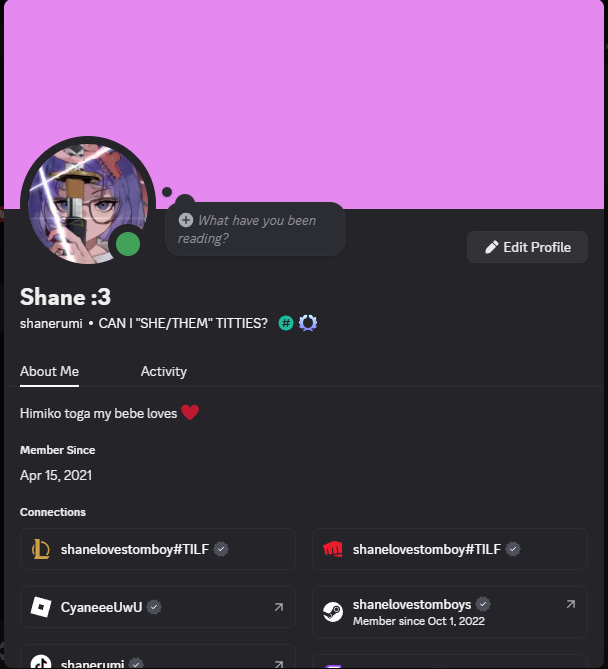 What have you been
reading?
Edit Profile
Shane :3
shanerumi • CAN I "SHE/THEM" TITTIES? #
About Me Activity
Himiko toga my bebe loves ❤️
Member Since
Apr 15, 2021
Connections
shanelovestomboy#TILF
shanelovestomboy#TILF
CyaneeeUwU
shanelovestomboys
Member since Oct 1, 2022
shanerumi